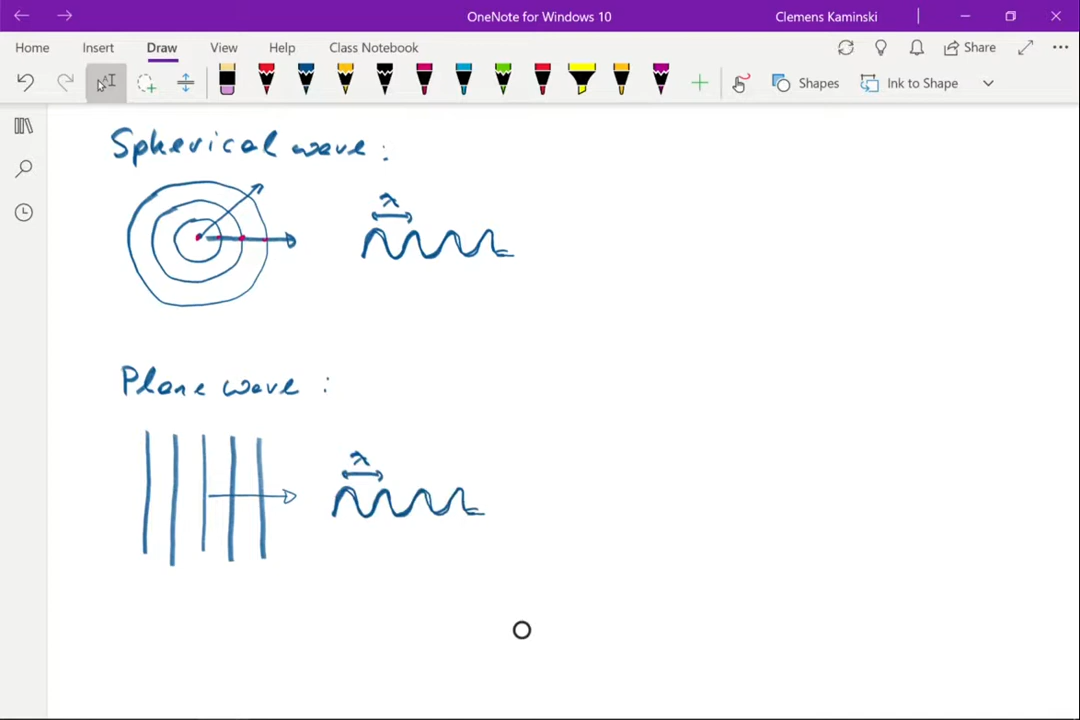 OneNote for Windows 10
Clemens Kaminski
Home Insert Draw View Help Class Notebook
Share
Shapes
Ink to Shape
Spherical wave :
λ
Plane wave :
λ